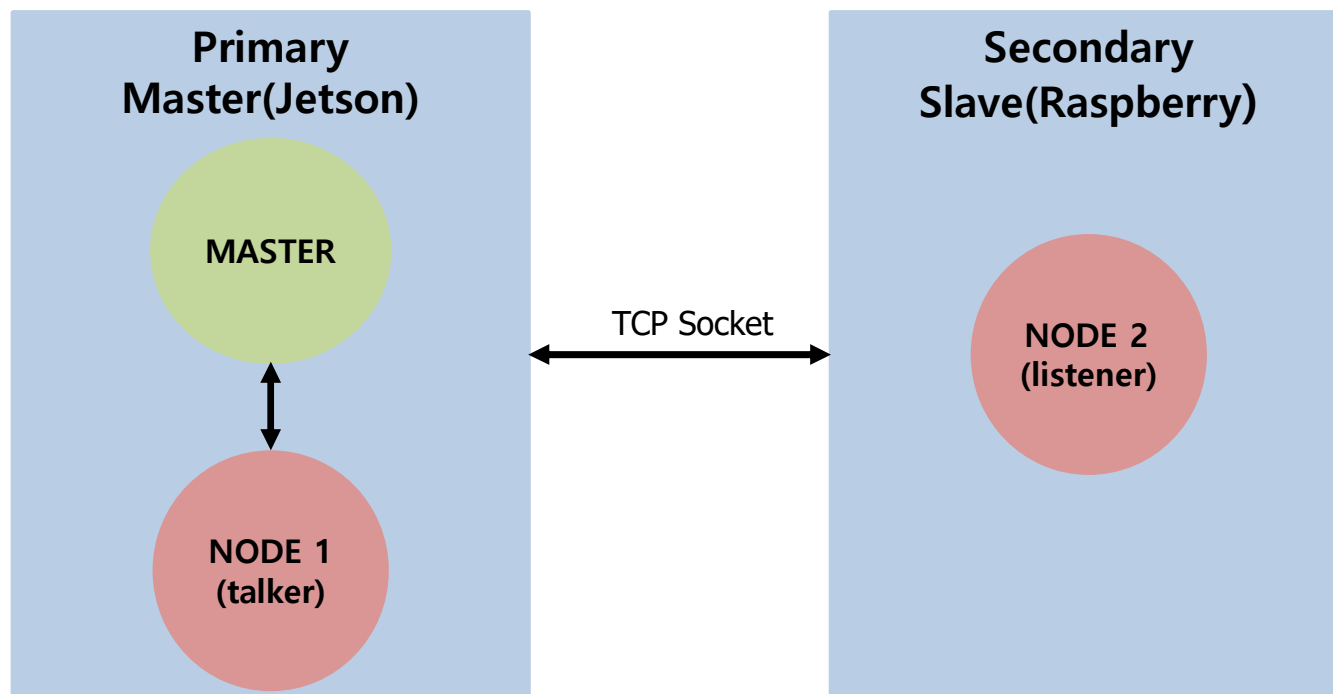 Primary
Master(Jetson)
MASTER
NODE 1
(talker)
TCP Socket
Secondary
Slave(Raspberry)
NODE 2
(listener)